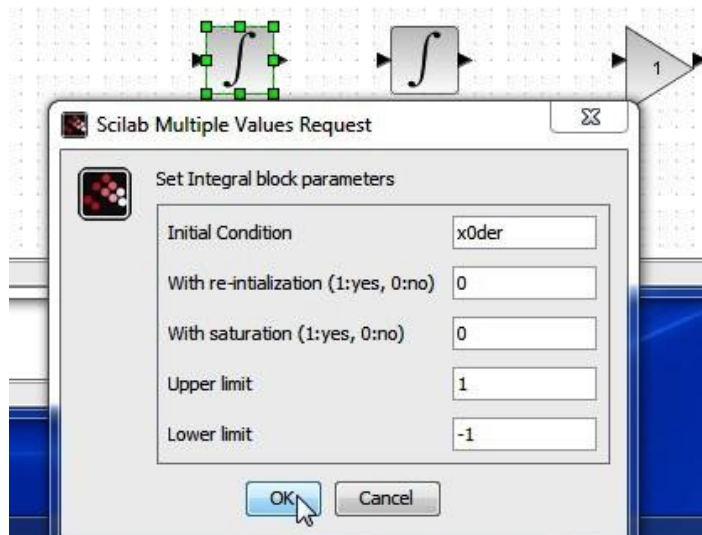 1
Scilab Multiple Values Request
Set Integral block parameters
Initial Condition x0der
With re-intialization (1:yes, 0:no) 0
With saturation (1:yes, 0:no) 0
Upper limit 1
Lower limit -1
OK Cancel